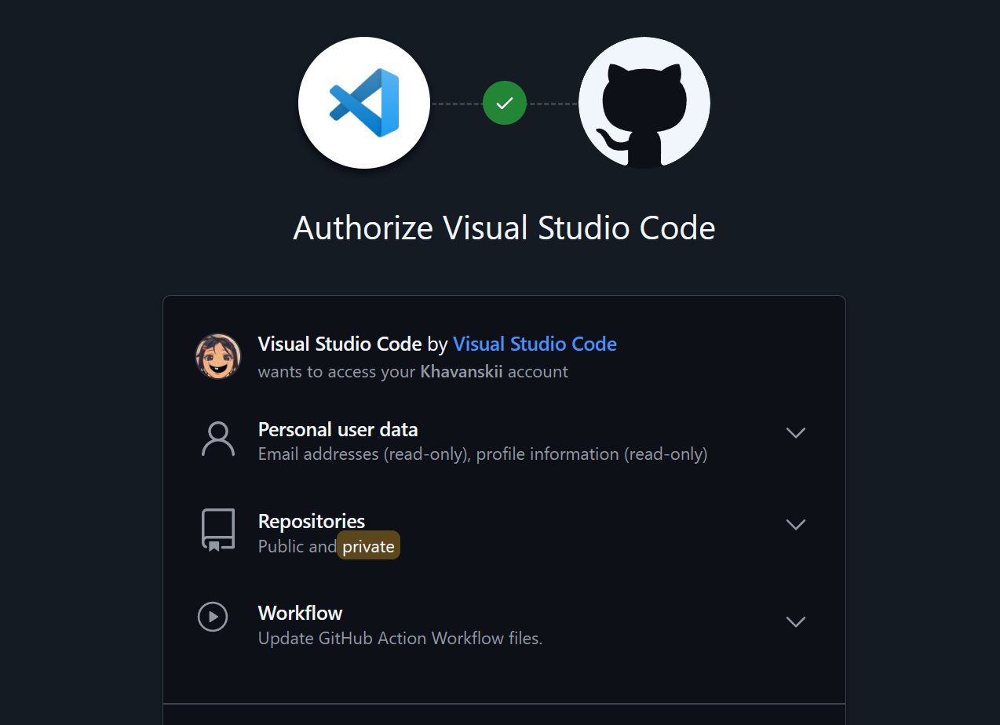 Authorize Visual Studio Code
Visual Studio Code by Visual Studio Code
wants to access your Khavanskii account
Personal user data
Email addresses (read-only), profile information (read-only)
Repositories
Public and private
Workflow
Update GitHub Action Workflow files.